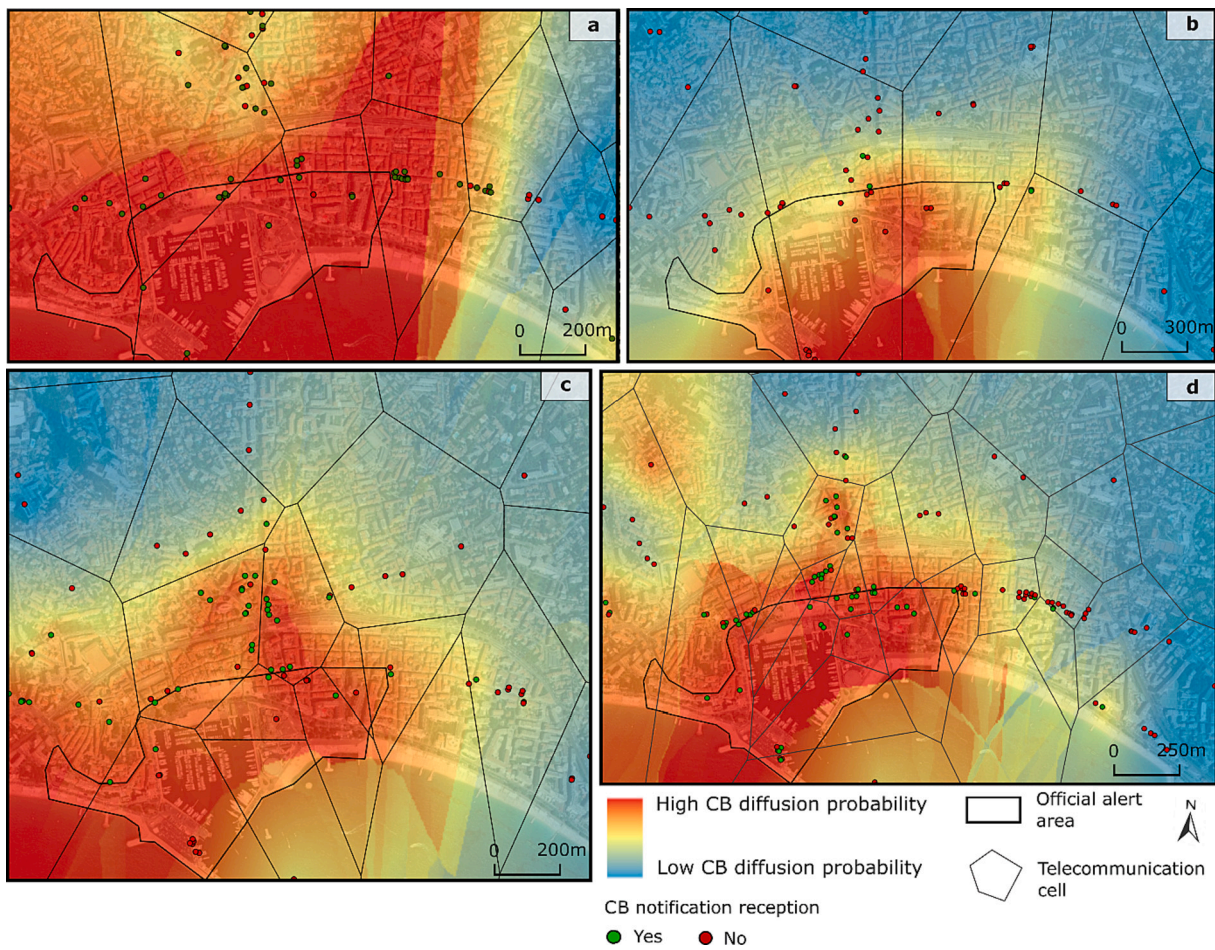 a
b
0 200m
0 300m
c
d
0 200m
0 250m
High CB diffusion probability
Low CB diffusion probability
Official alert
area
N
Telecommunication
cell
CB notification reception
Yes No